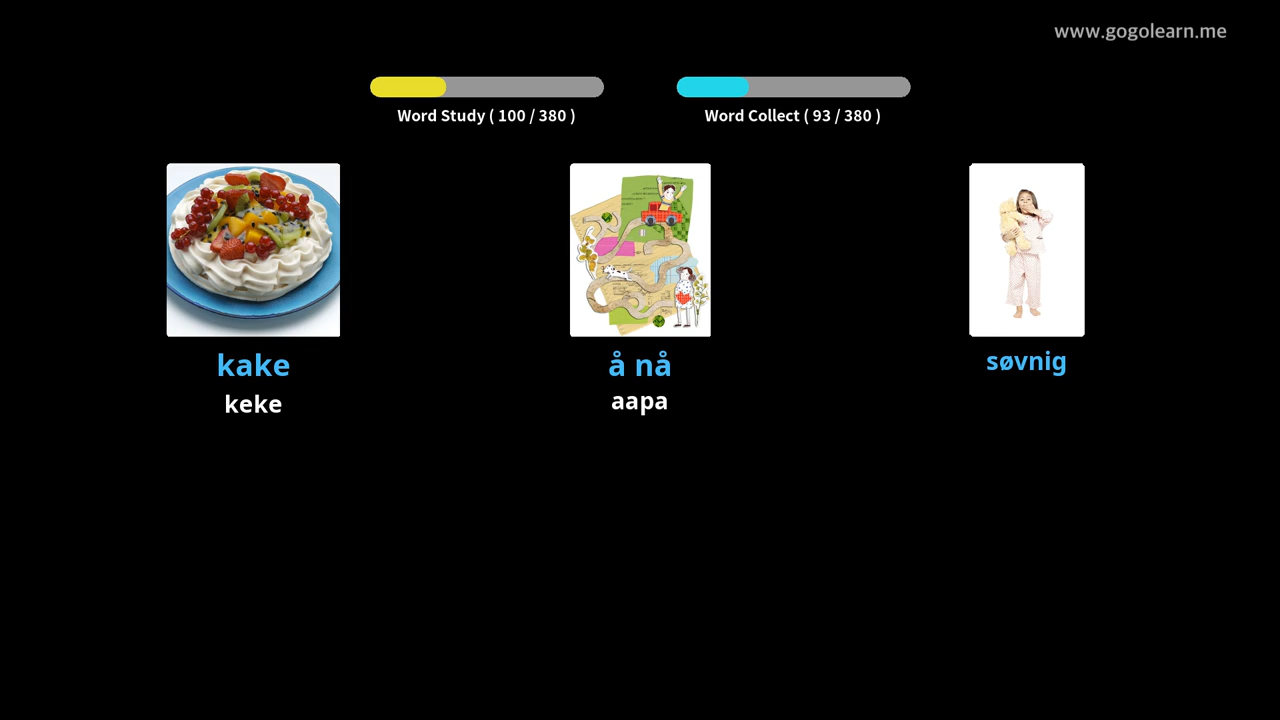 www.gogolearn.me
Word Study ( 100 / 380 )
Word Collect ( 93 / 380 )
kake
å nå
søvnig
keke
aapa